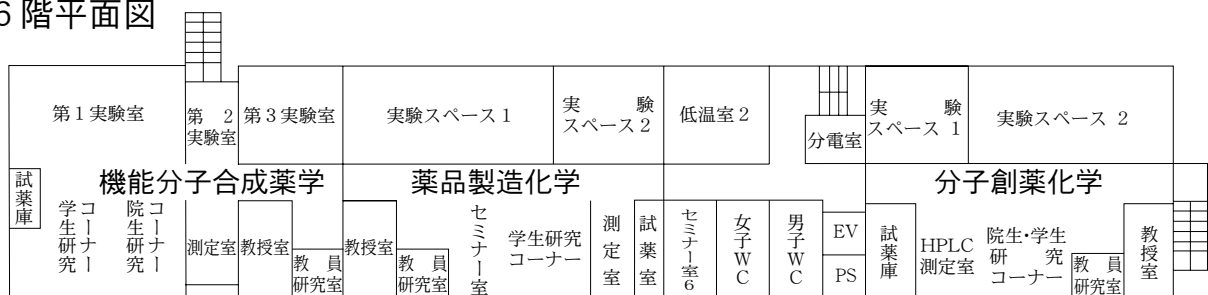 6階平面図
第1実験室
第 2
実験室
第3実験室
実験スペース1
実 験
スペース2
低温室2
分電室
実 験
スペース 1
実験スペース 2
試薬庫
機能分子合成薬学
薬品製造化学
分子創薬化学
学生研究
コーナー
院生研究
コーナー
測定室
教授室
教 員
研究室
教授室
教 員
研究室
セミナー室
学生研究
コーナー
測定室
試薬室
セミナー室6
女子WC
男子WC
EV
PS
試薬庫
HPLC
測定室
院生・学生
研 究
コーナー
教 員
研究室
教授室